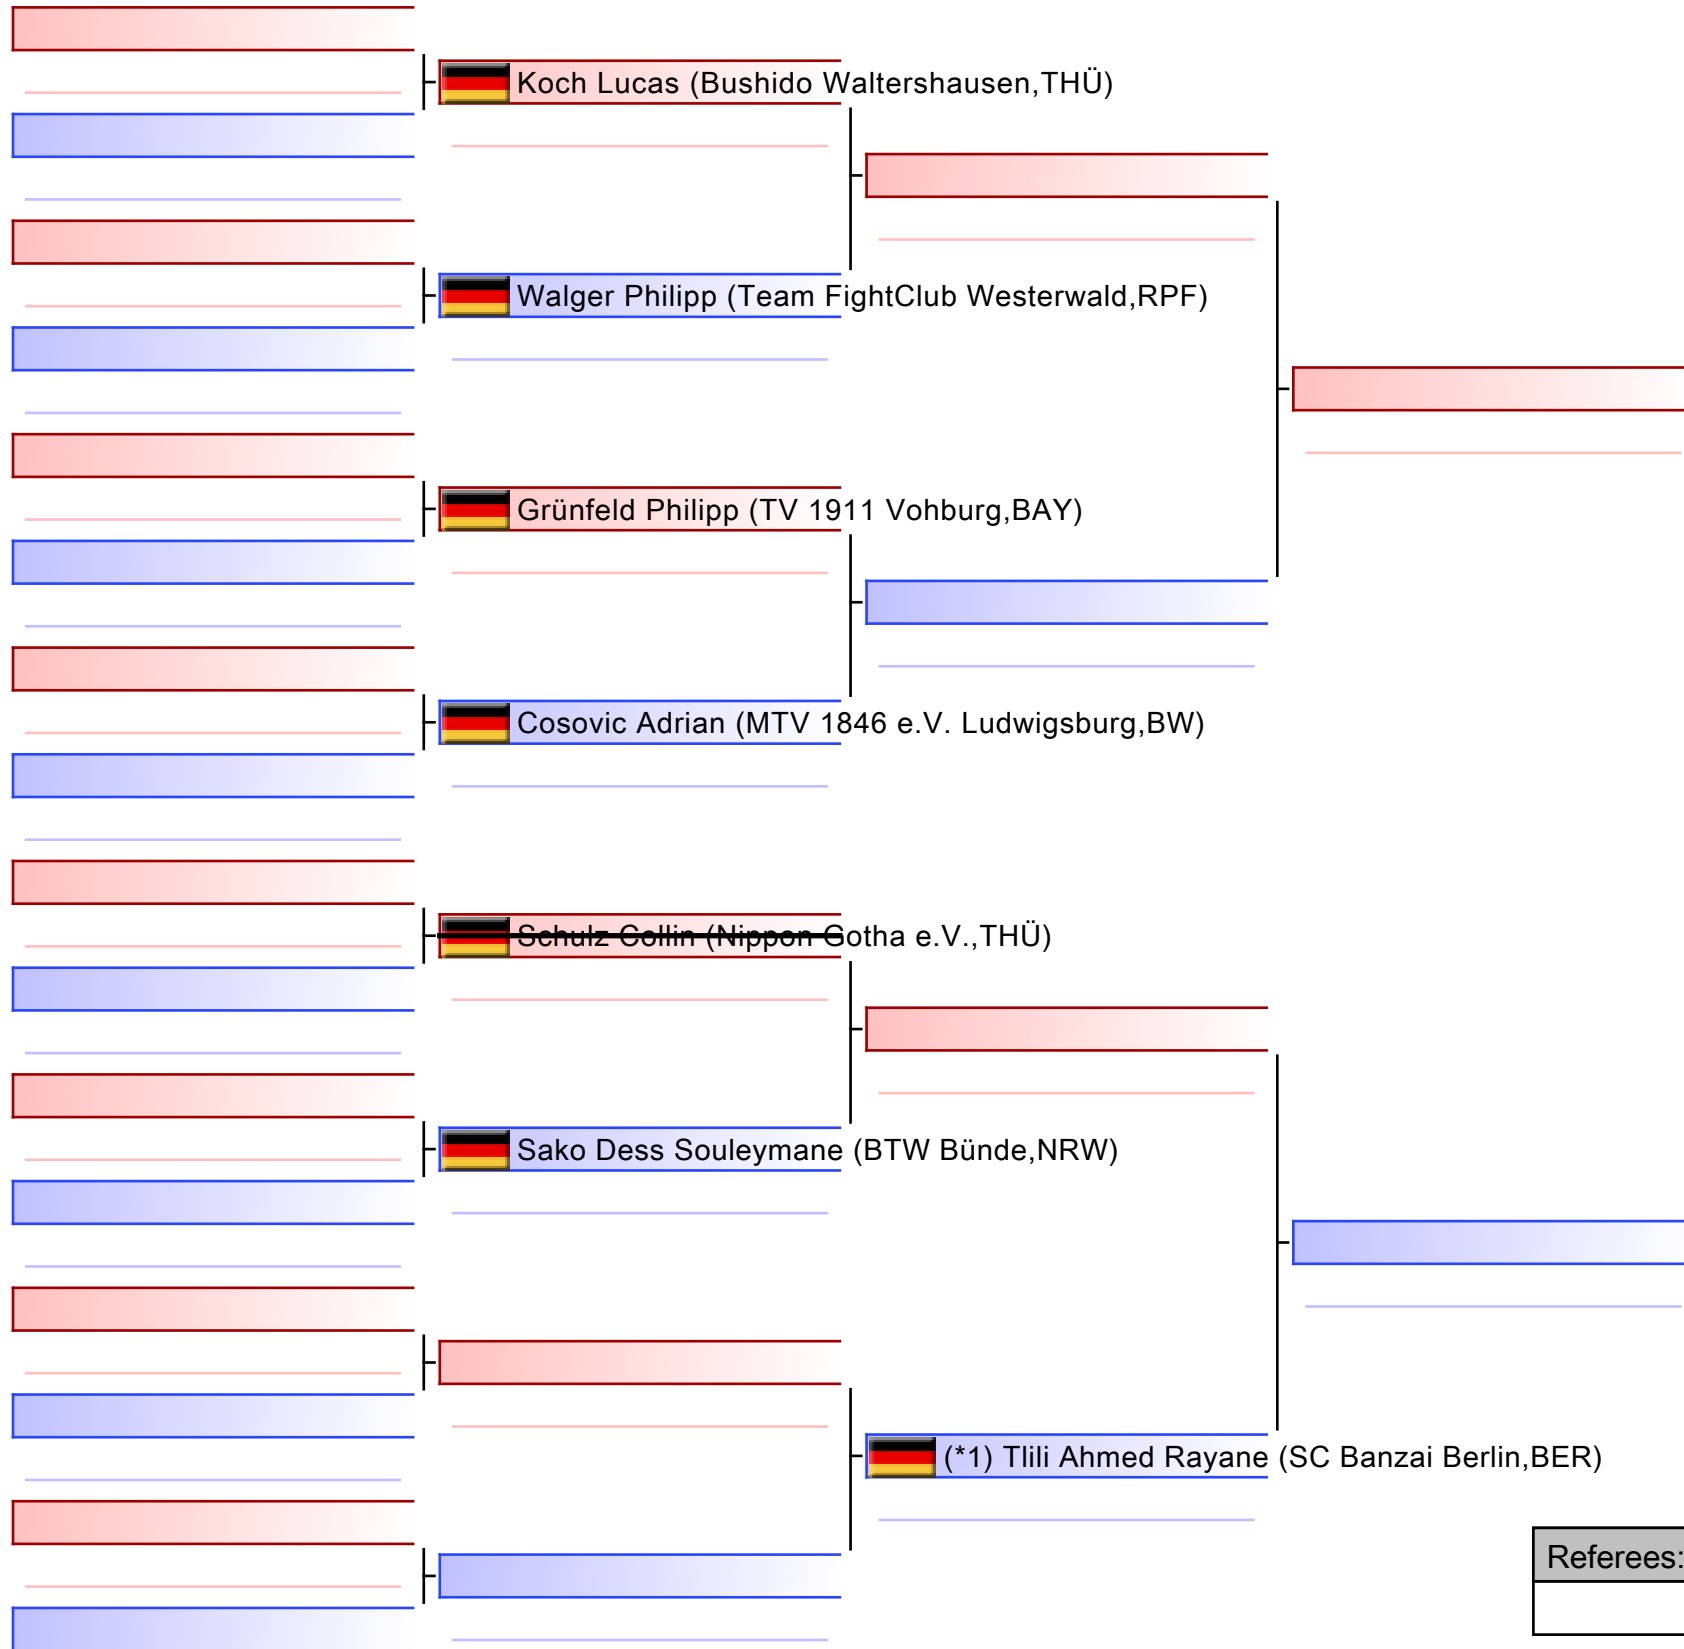 Koch Lucas (Bushido Waltershausen,THÜ)
Walger Philipp (Team FightClub Westerwald,RPF)
Grünfeld Philipp (TV 1911 Vohburg,BAY)
Cosovic Adrian (MTV 1846 e.V. Ludwigsburg,BW)
Schulz Collin (Nippon Gotha e.V.,THÜ)
Sako Dess Souleymane (BTW Bünde,NRW)
(*1) Tlili Ahmed Rayane (SC Banzai Berlin,BER)
Referees: